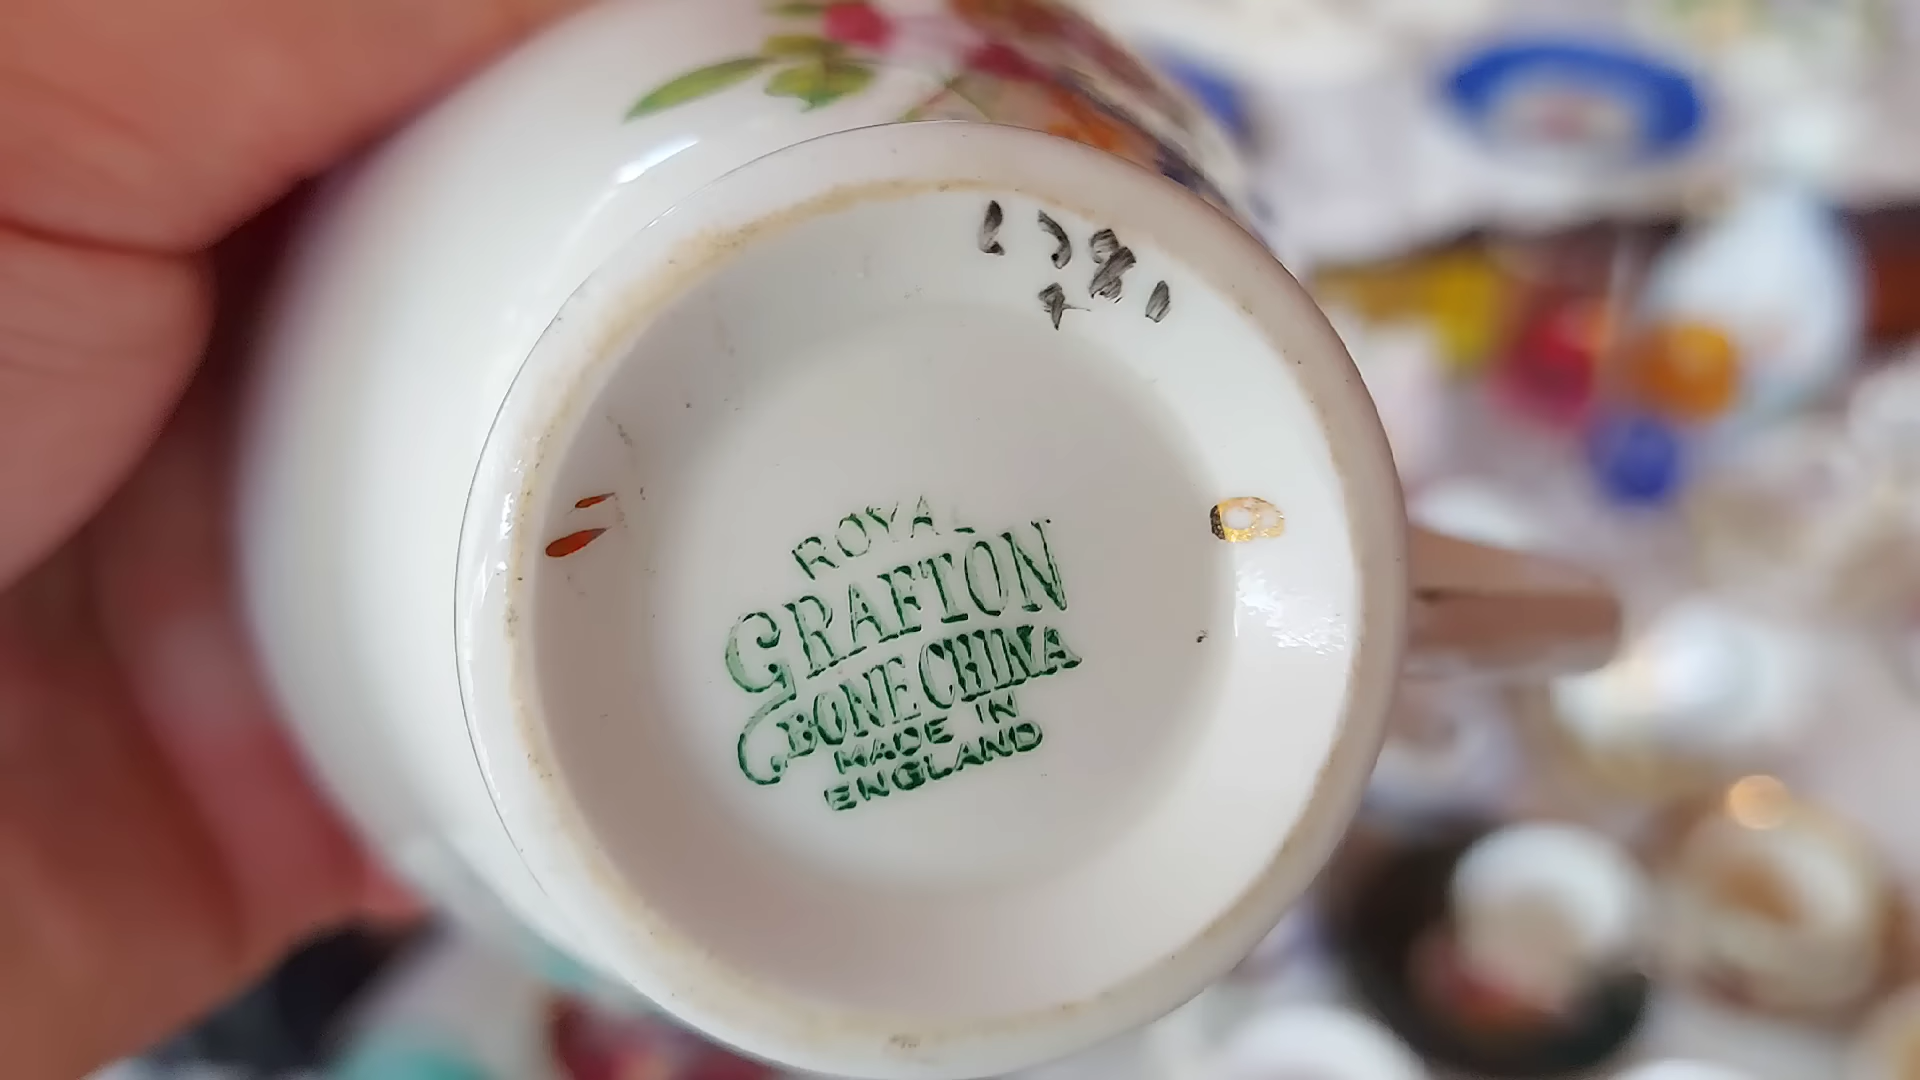 ROYAL
GRAFTON
BONE CHINA
MADE IN
ENGLAND